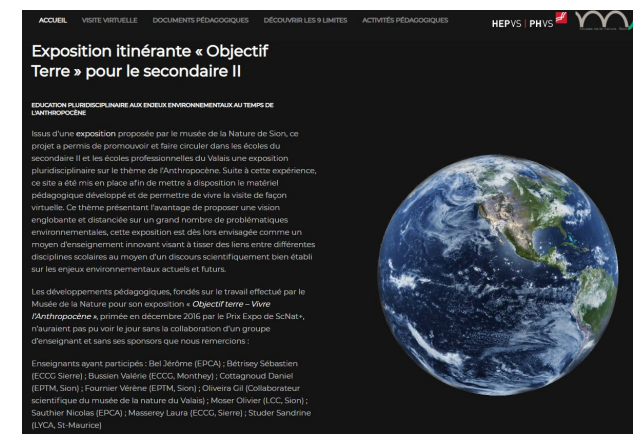 ACCUEIL VISITE VIRTUELLE DOCUMENTS PÉDAGOGIQUES DÉCOUVRIR LES 9 LIMITES ACTIVITÉS PÉDAGOGIQUES
HEPVS | PHVS
Exposition itinérante « Objectif
Terre » pour le secondaire II
EDUCATION PLURIDISCIPLINAIRE AUX ENJEUX ENVIRONNEMENTAUX AU TEMPS DE
L'ANTHROPOCÈNE
Issus d'une exposition proposée par le musée de la Nature de Sion, ce
projet a permis de promouvoir et faire circuler dans les écoles du
secondaire II et les écoles professionnelles du Valais une exposition
pluridisciplinaire sur le thème de l'Anthropocène. Suite à cette expérience,
ce site a été mis en place afin de mettre à disposition le matériel
pédagogique développé et de permettre de vivre la visite de façon
virtuelle. Ce thème présentant l'avantage de proposer une vision
englobante et distanciée sur un grand nombre de problématiques
environnementales, cette exposition est dès lors envisagée comme un
moyen d'enseignement innovant visant à tisser des liens entre différentes
disciplines scolaires au moyen d'un discours scientifiquement bien établi
sur les enjeux environnementaux actuels et futurs.
Les développements pédagogiques, fondés sur le travail effectué par le
Musée de la Nature pour son exposition « Objectif terre – Vivre
l'Anthropocène », primée en décembre 2016 par le Prix Expo de ScNat+,
n'auraient pas pu voir le jour sans la collaboration d'un groupe
d'enseignant et sans ses sponsors que nous remercions :
Enseignants ayant participés : Bel Jérôme (EPCA) ; Bétrisey Sébastien
(ECCG Sierre) ; Bussien Valérie (ECCG, Monthey) ; Cottagnoud Daniel
(EPTM, Sion) ; Fournier Vérène (EPTM, Sion) ; Oliveira Gil (Collaborateur
scientifique du musée de la nature du Valais) ; Moser Olivier (LCC, Sion) ;
Sauthier Nicolas (EPCA) ; Masserey Laura (ECCG, Sierre) ; Studer Sandrine
(LYCA, St-Maurice)